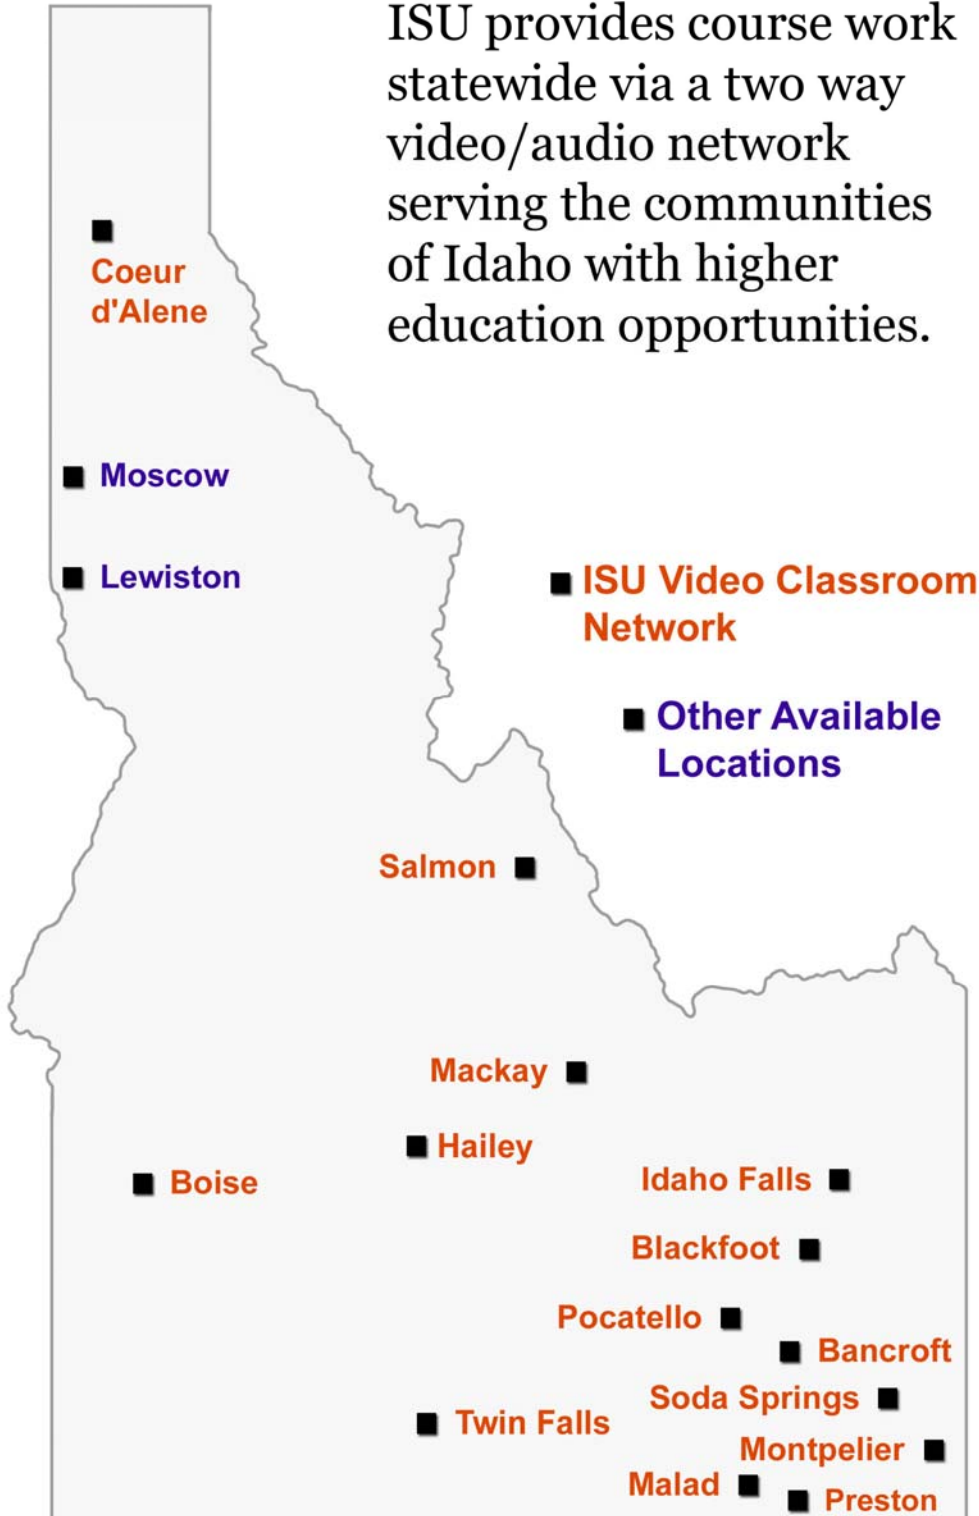 ISU provides course work
statewide via a two way
video/audio network
serving the communities
of Idaho with higher
education opportunities.
Coeur
d'Alene
Moscow
Lewiston
ISU Video Classroom
Network
Other Available
Locations
Salmon
Mackay
Hailey
Boise
Idaho Falls
Blackfoot
Pocatello
Bancroft
Soda Springs
Twin Falls
Montpelier
Malad
Preston